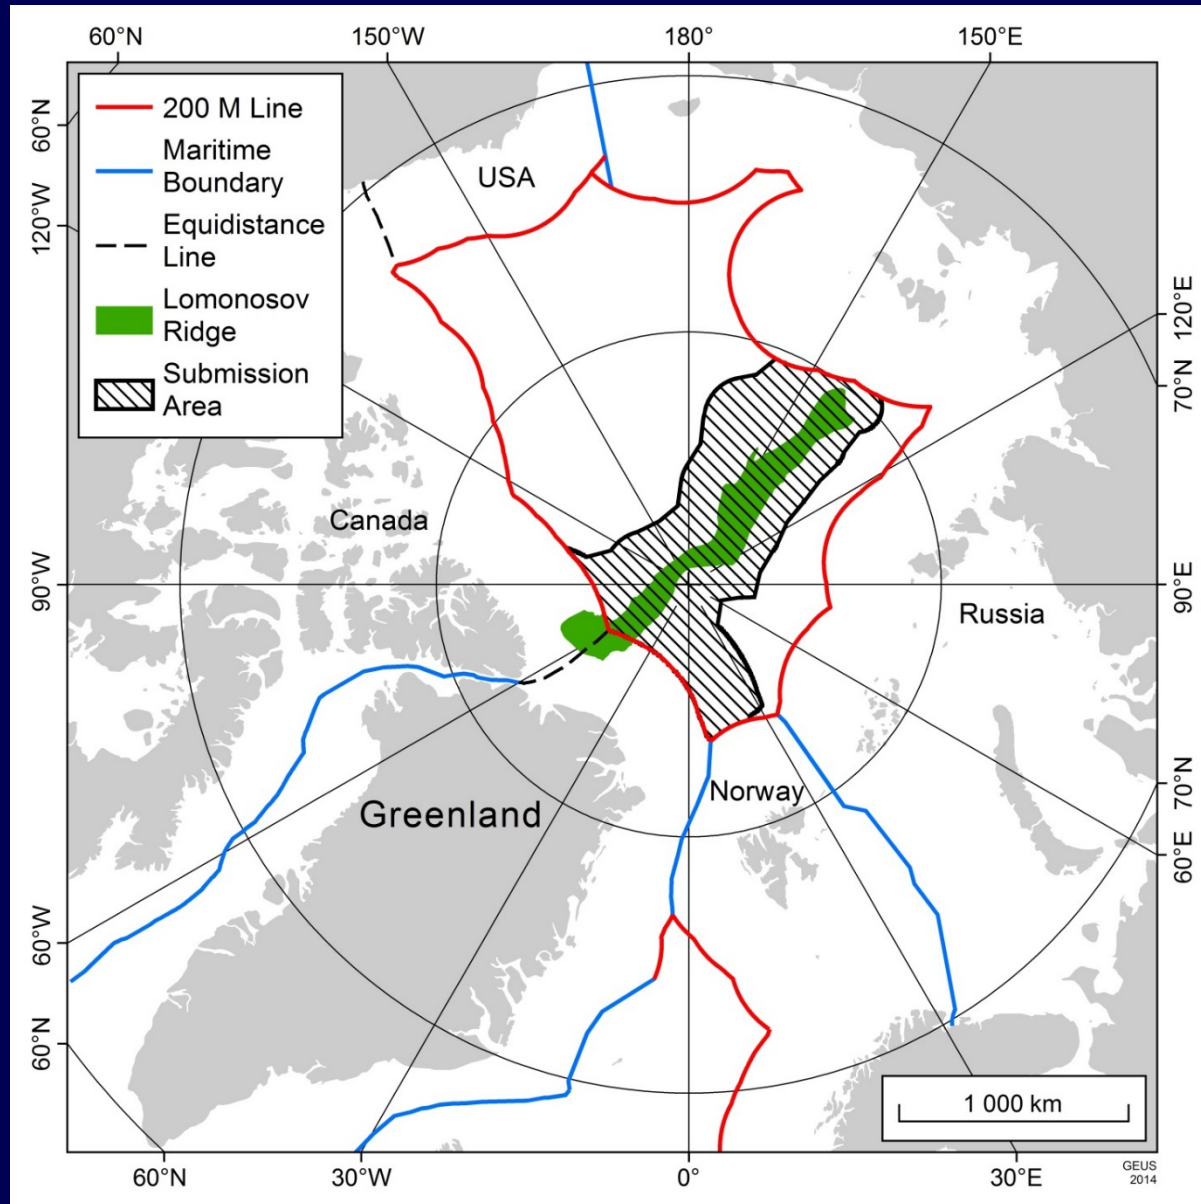 60°N
150°W
180°
150°E
60°N
120°W
200 M Line
Maritime
Boundary
Equidistance
Line
Lomonosov
Ridge
Submission
Area
USA
120°E
70°N
Canada
90°W
90°E
Russia
Greenland
Norway
70°N
60°E
60°W
60°N
1 000 km
60°N
30°W
0°
30°E
GEUS
2014